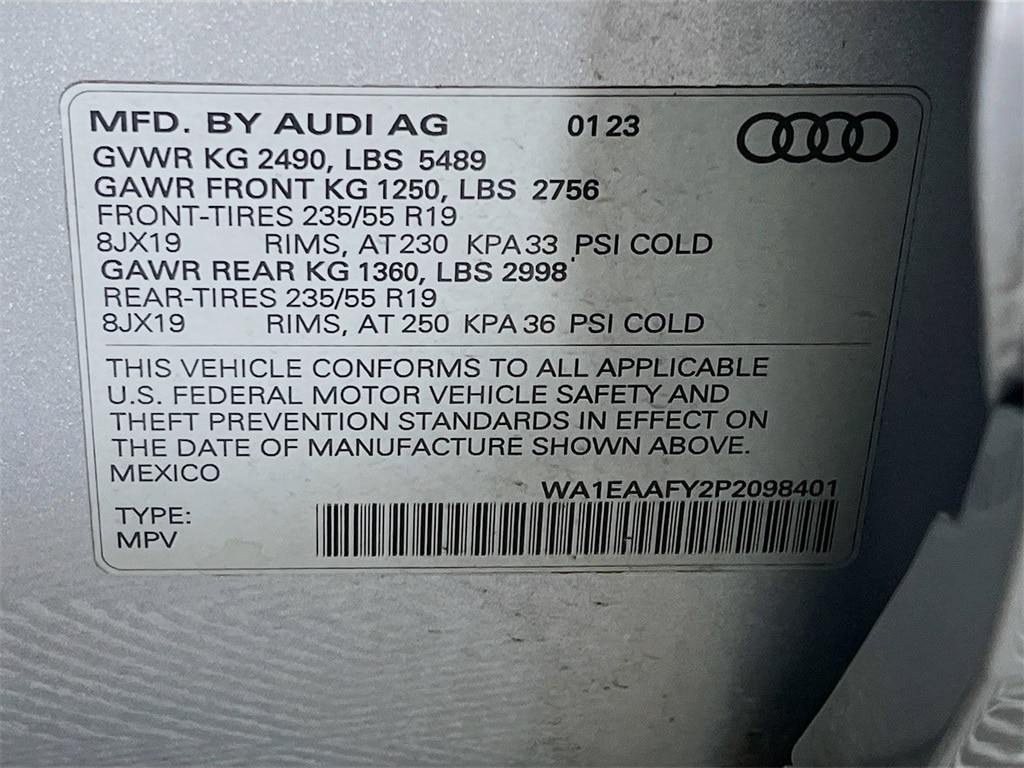 MFD. BY AUDI AG 01 23
GVWR KG 2490, LBS 5489
GAWR FRONT KG 1250, LBS 2756
FRONT-TIRES 235/55 R19
8JX19 RIMS, AT 230 KPA 33 PSI COLD
GAWR REAR KG 1360, LBS 2998
REAR-TIRES 235/55 R19
8JX19 RIMS, AT 250 KPA 36 PSI COLD
THIS VEHICLE CONFORMS TO ALL APPLICABLE
U.S. FEDERAL MOTOR VEHICLE SAFETY AND
THEFT PREVENTION STANDARDS IN EFFECT ON
THE DATE OF MANUFACTURE SHOWN ABOVE.
MEXICO
WA1EAAFY2P2098401
TYPE:
MPV